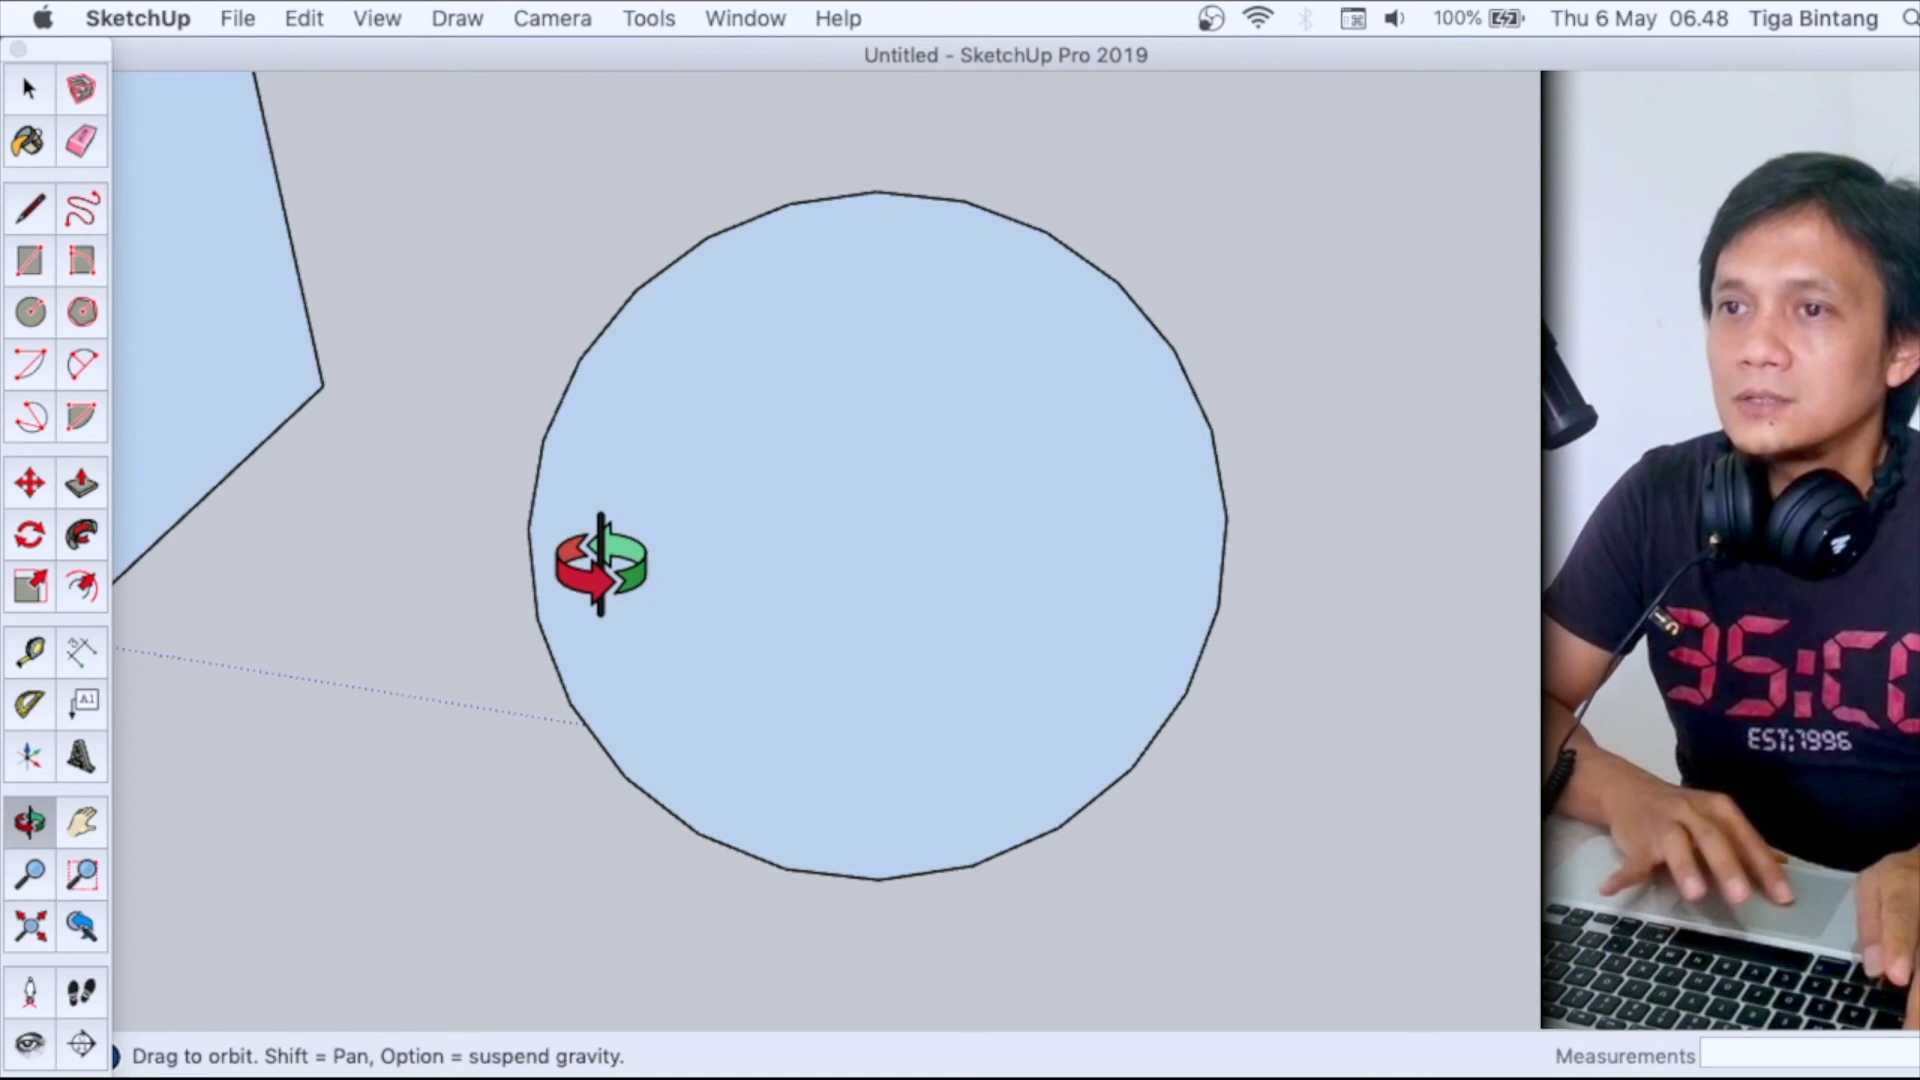 SketchUp File Edit View Draw Camera Tools Window Help 100% Thu 6 May 06.48 Tiga Bintang
Untitled - SketchUp Pro 2019
A1
35:CO
EST:1996
Drag to orbit. Shift = Pan, Option = suspend gravity.
Measurements